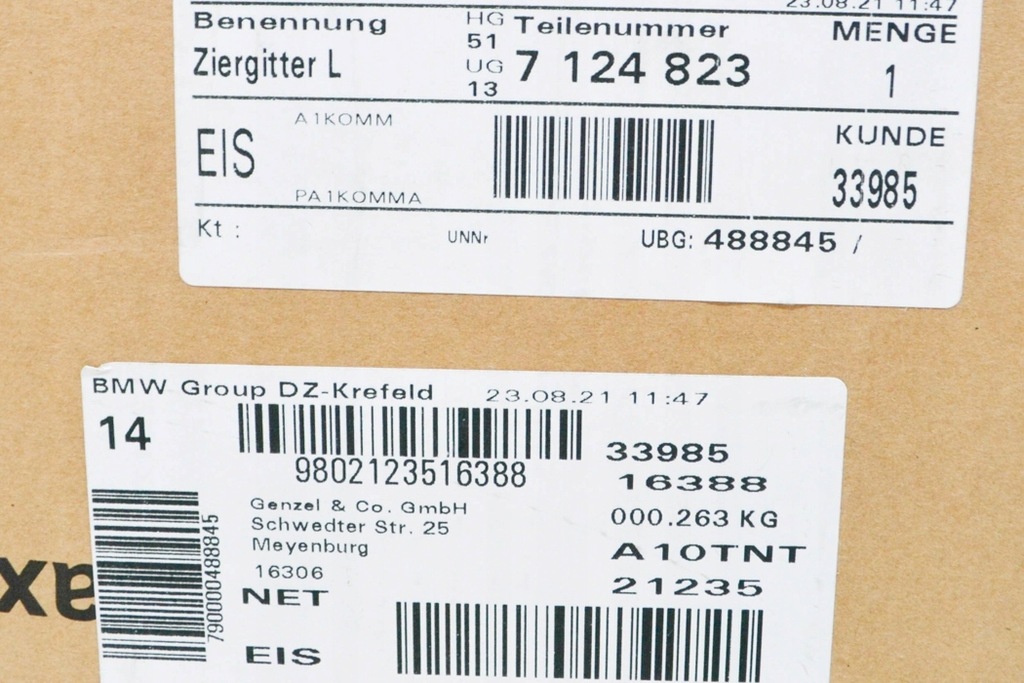 23.08.21 11:47
Benennung HG Teilenummer MENGE
51
Ziergitter L UG 7 124 823 1
13
A1KOMM KUNDE
EIS
PA1KOMMA 33985
Kt : UNNr UBG: 488845 /
BMW Group DZ-Krefeld 23.08.21 11:47
14
33985
9802123516388 16388
Genzel & Co. GmbH 000.263 KG
Schwedter Str. 25
Meyenburg A10TNT
16306 21235
NET
EIS
790000488845